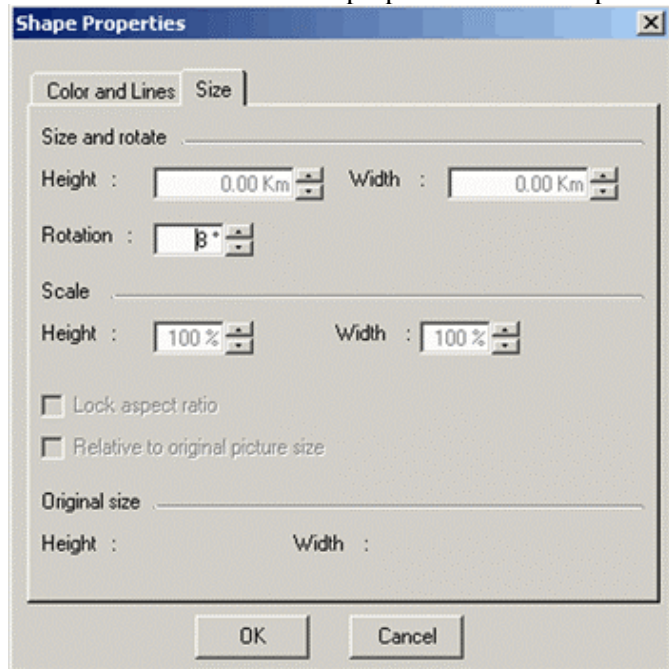 Shape Properties
Color and Lines Size
Size and rotate
Height : 0.00 Km Width : 0.00 Km
Rotation : 8 °
Scale
Height : 100 % Width : 100 %
Lock aspect ratio
Relative to original picture size
Original size
Height : Width :
OK Cancel